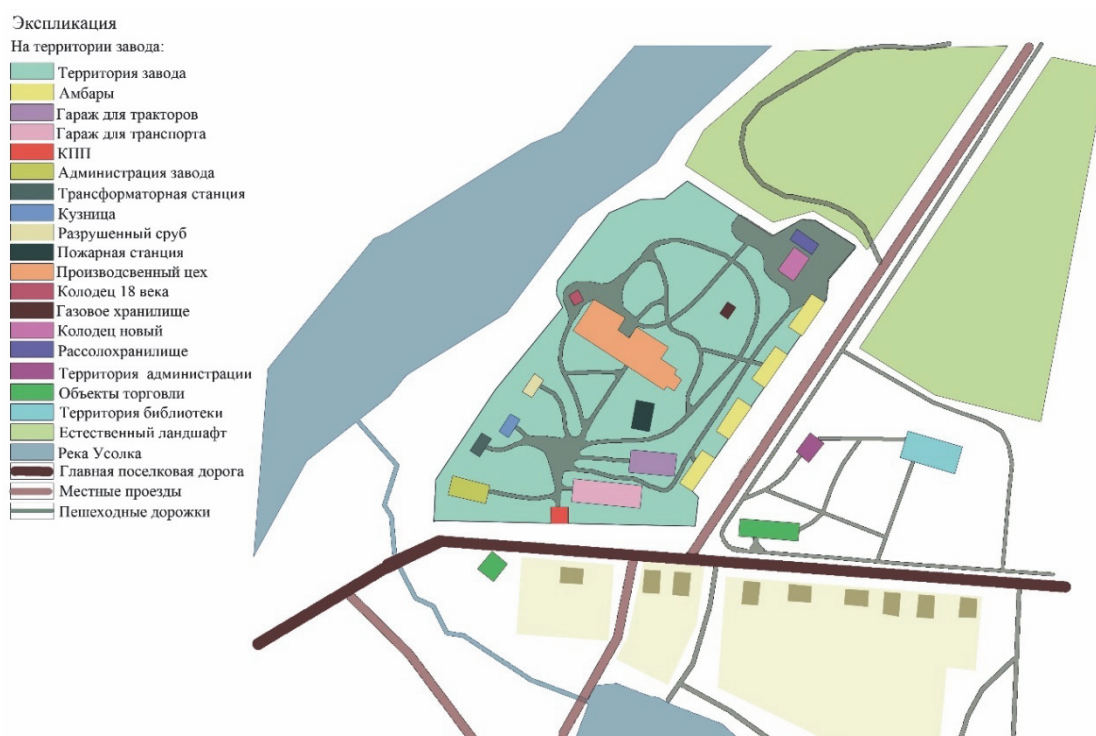 Экспликация
На территории завода:
Территория завода
Амбары
Гараж для тракторов
Гараж для транспорта
КПП
Администрация завода
Трансформаторная станция
Кузница
Разрушенный сруб
Пожарная станция
Производсвенный цех
Колодец 18 века
Газовое хранилище
Колодец новый
Рассолохранилище
Территория администрации
Объекты торговли
Территория библиотеки
Естественный ландшафт
Река Усолка
Главная поселковая дорога
Местные проезды
Пешеходные дорожки